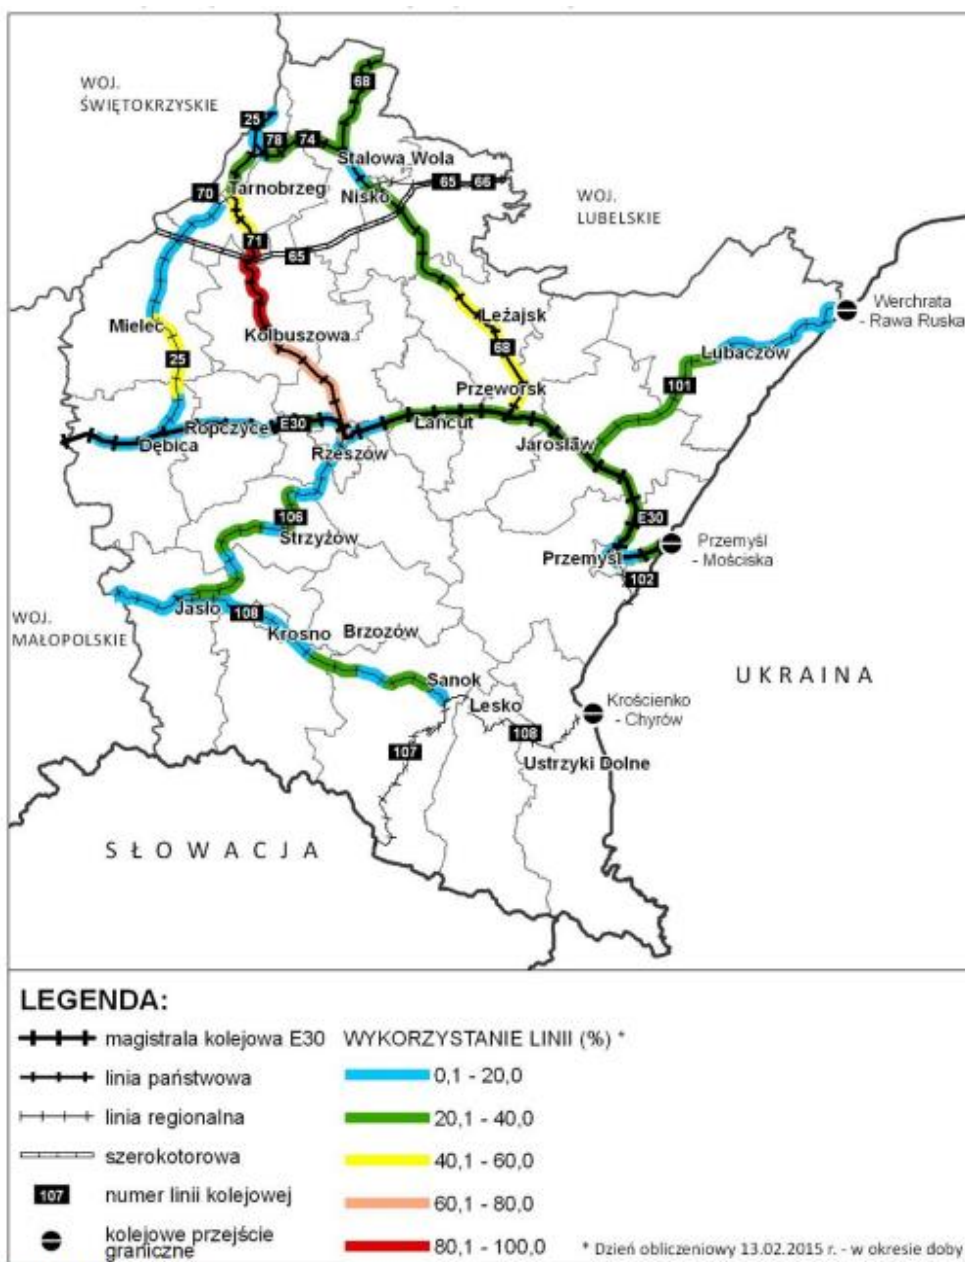 WOJ.
ŚWIĘTOKRZYSKIE
68
25
78
74
Stalowa Wola
65
66
70
Tarnobrzeg
Nisko
WOJ.
LUBELSKIE
71
65
Werchrata
- Rawa Ruska
Mielec
Kolbuszowa
Leżajsk
68
Lubaczów
25
Przeworsk
101
Ropczyce
E30
Łańcut
Dębica
Rzeszów
Jarosław
106
Strzyżów
E30
Przemyśl
- Mościska
Przemyśl
102
Jasło
108
WOJ.
MAŁOPOLSKIE
Krosno
Brzozów
UKRAINA
Sanok
Lesko
Krościenko
- Chyrów
107
108
Ustrzyki Dolne
SŁOWACJA
LEGENDA:
magistrala kolejowa E30
linia państwowa
linia regionalna
szerokotorowa
107 numer linii kolejowej
kolejowe przejście
graniczne
WYKORZYSTANIE LINII (%) *
0,1 - 20,0
20,1 - 40,0
40,1 - 60,0
60,1 - 80,0
80,1 - 100,0
* Dzień obliczeniowy 13.02.2015 r. - w okresie doby